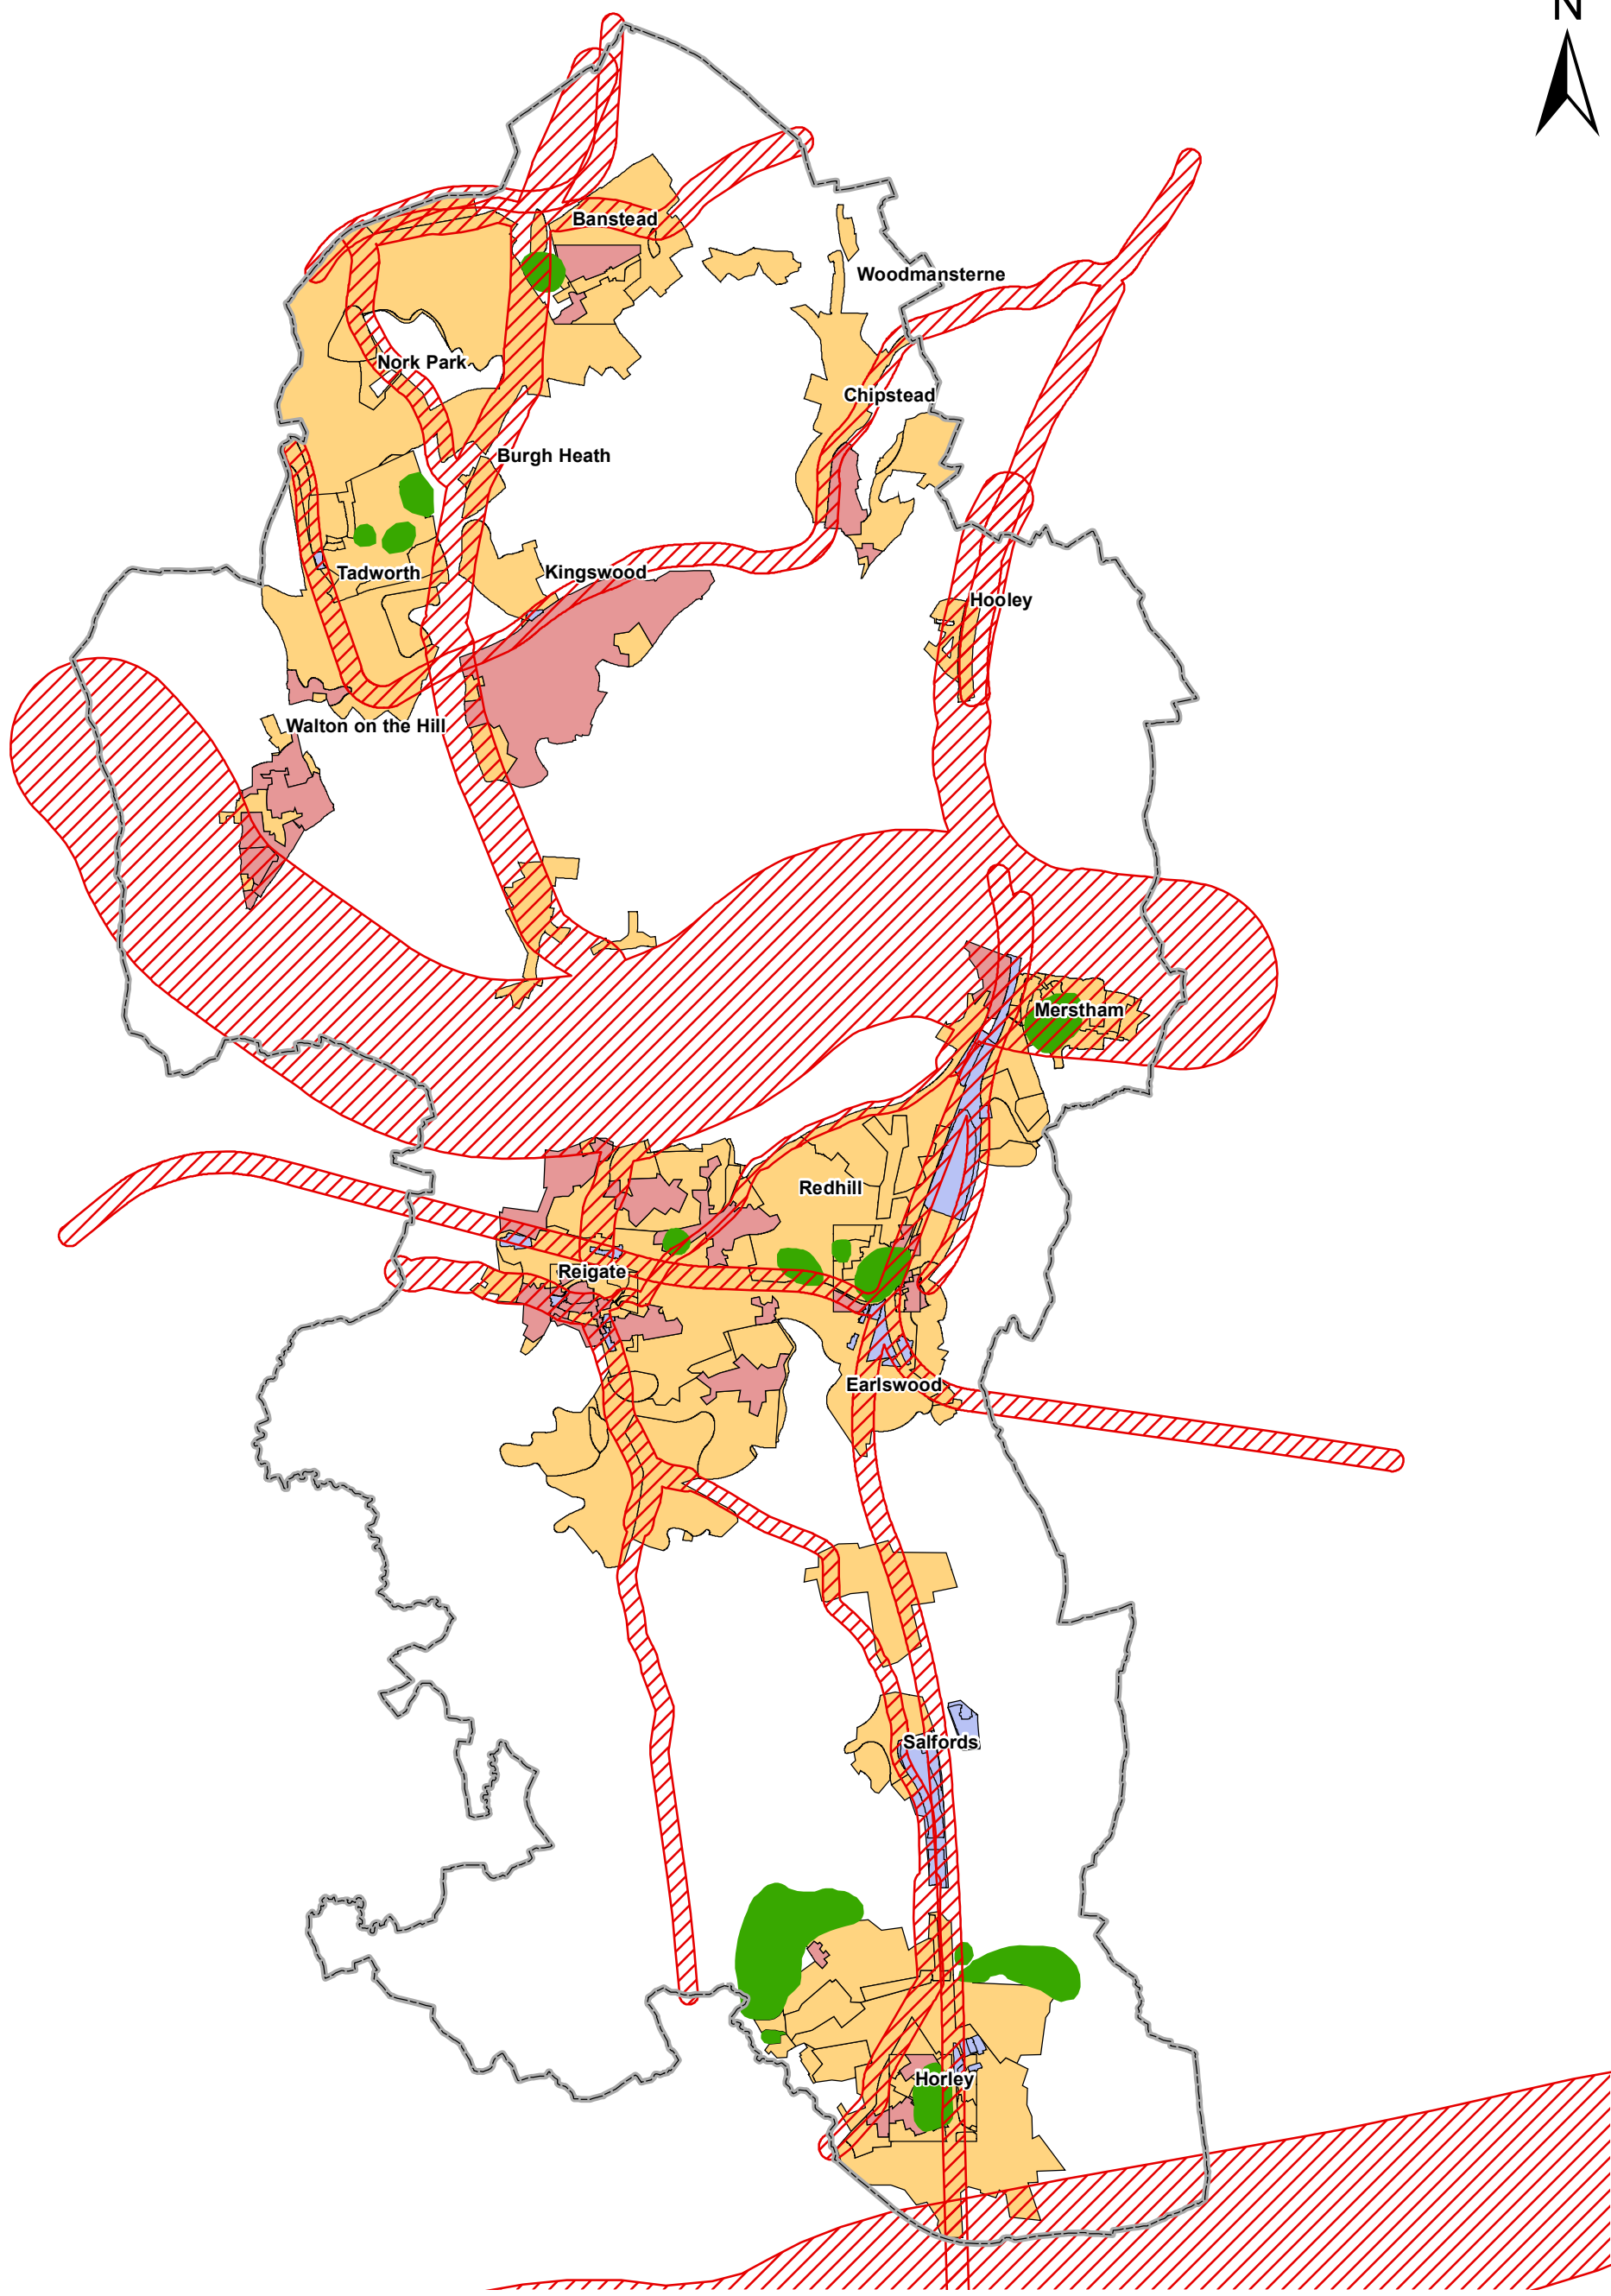 N
Banstead
Woodmansterne
Nork Park
Chipstead
Burgh Heath
Tadworth
Kingswood
Hooley
Walton on the Hill
Merstham
Redhill
Reigate
Earlswood
Salfords
Horley